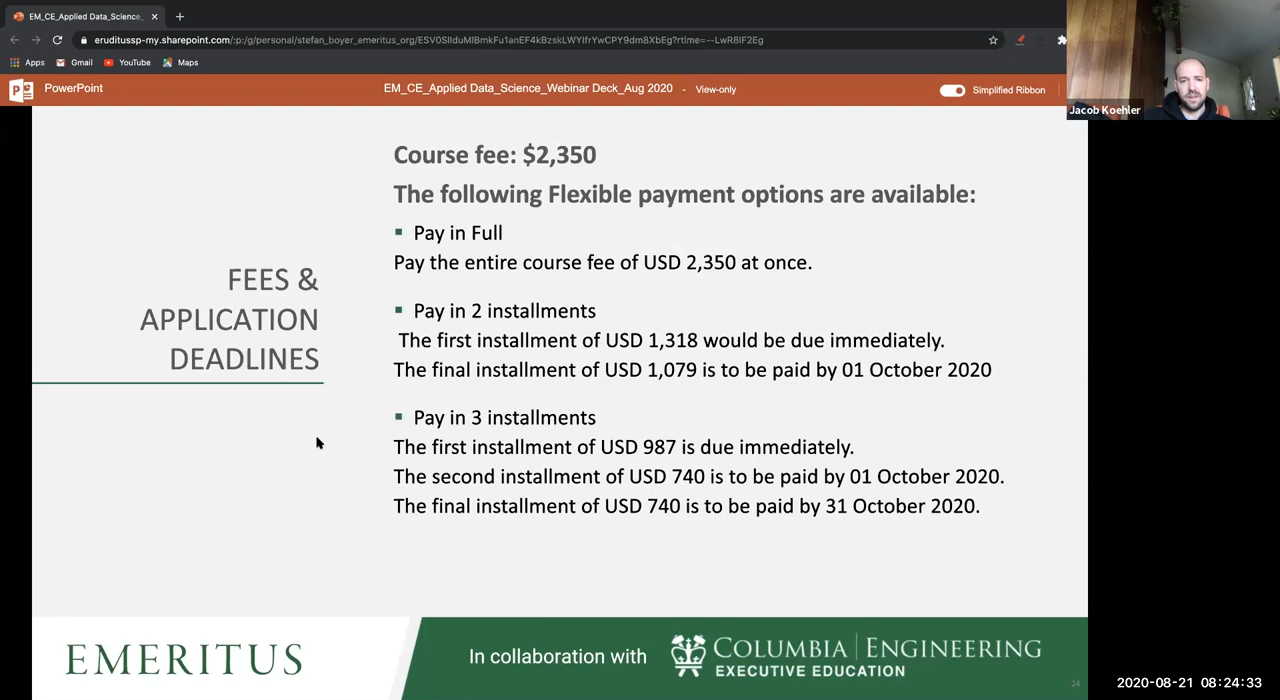 EM_CE_Applied Data_Science_
eruditussp-my.sharepoint.com/:p:/g/personal/stefan_boyer_emeritus_org/ESV0SlIduMlBmkFu1anEF4kBzskLWYIfrYwCPY9dm8XbEg?rtime=--LwR8lF2Eg
Apps Gmail YouTube Maps
Jacob Koehler
PowerPoint
EM_CE_Applied Data_Science_Webinar Deck_Aug 2020 - View-only
Simplified Ribbon
FEES &
APPLICATION
DEADLINES
Course fee: $2,350
The following Flexible payment options are available:
▪ Pay in Full
Pay the entire course fee of USD 2,350 at once.
▪ Pay in 2 installments
The first installment of USD 1,318 would be due immediately.
The final installment of USD 1,079 is to be paid by 01 October 2020
▪ Pay in 3 installments
The first installment of USD 987 is due immediately.
The second installment of USD 740 is to be paid by 01 October 2020.
The final installment of USD 740 is to be paid by 31 October 2020.
EMERITUS
In collaboration with
COLUMBIA | ENGINEERING
EXECUTIVE EDUCATION
24
2020-08-21 08:24:33